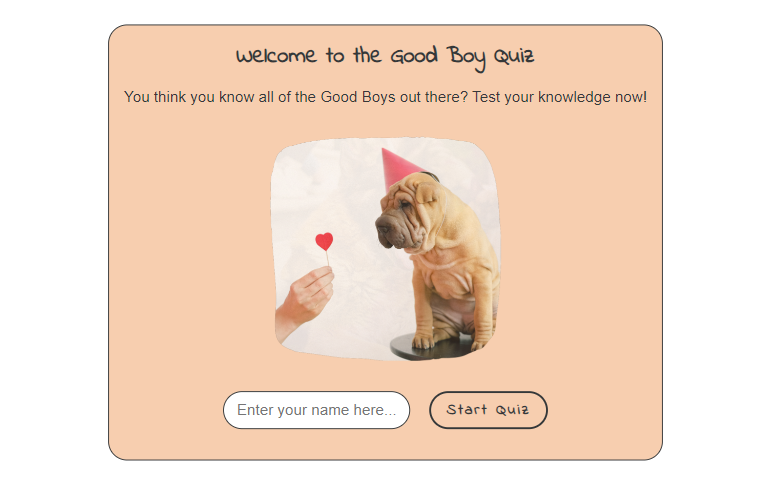 Welcome to the Good Boy Quiz
You think you know all of the Good Boys out there? Test your knowledge now!
Enter your name here...
Start Quiz